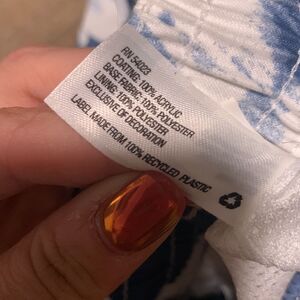 RN 54023
COATING: 100% ACRYLIC
BASE FABRIC: 100% POLYESTER
LINING: 100% POLYESTER
EXCLUSIVE OF DECORATION
LABEL MADE FROM 100% RECYCLED PLASTIC